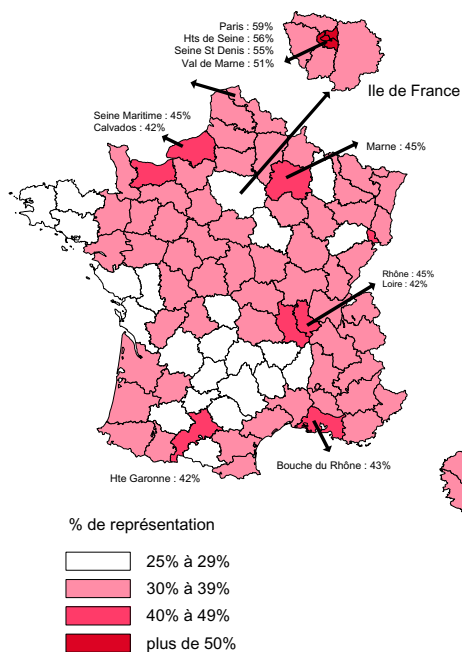 Paris : 59%
Hts de Seine : 56%
Seine St Denis : 55%
Val de Marne : 51%
Ile de France
Seine Maritime : 45%
Calvados : 42%
Marne : 45%
Rhône : 45%
Loire : 42%
Bouche du Rhône : 43%
Hte Garonne : 42%
% de représentation
25% à 29%
30% à 39%
40% à 49%
plus de 50%